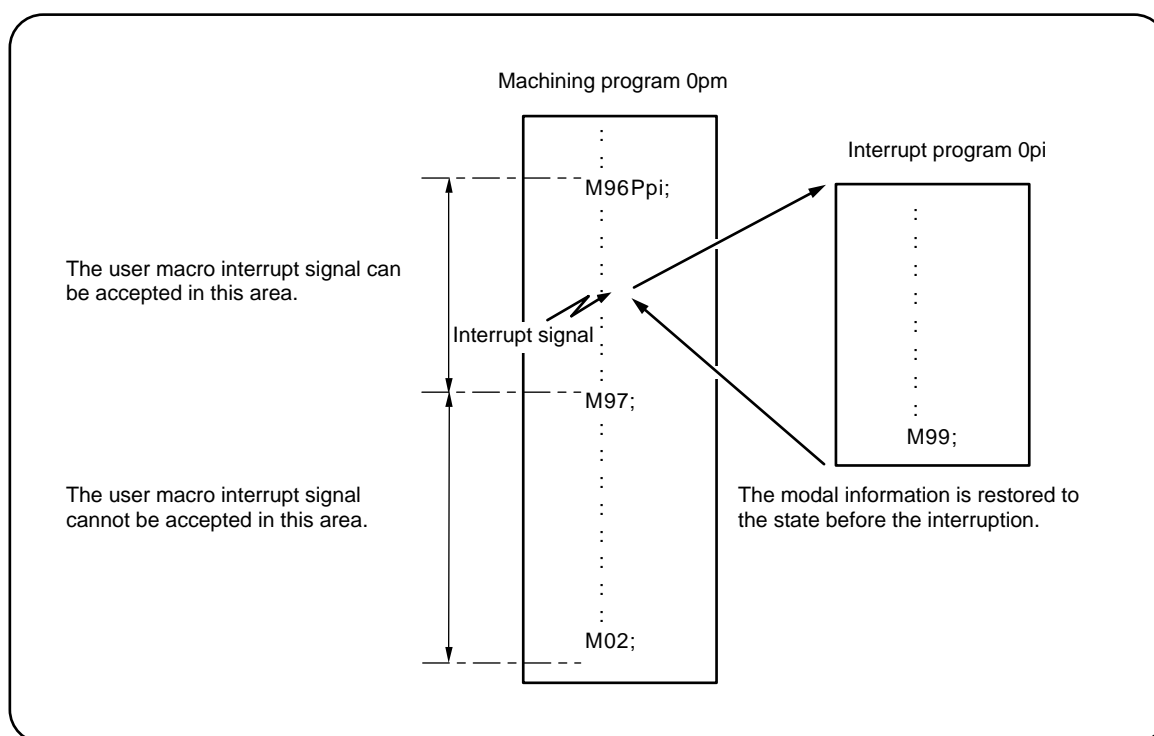 Machining program 0pm
Interrupt program 0pi
M96Ppi;
The user macro interrupt signal can
be accepted in this area.
Interrupt signal
M97;
M99;
The user macro interrupt signal
cannot be accepted in this area.
The modal information is restored to
the state before the interruption.
M02;